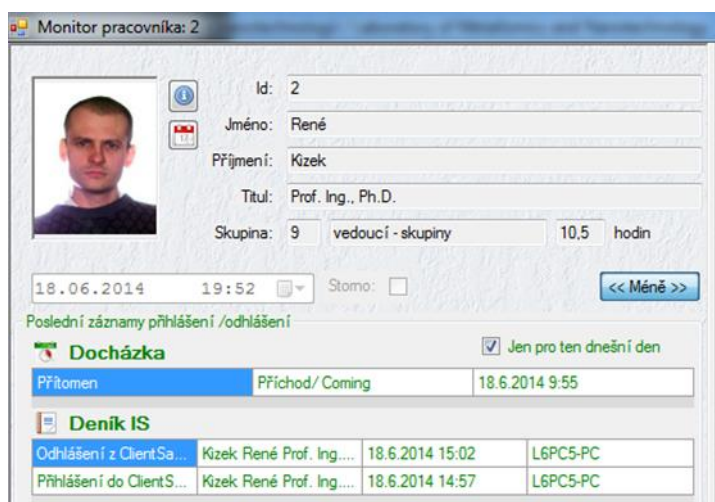 Monitor pracovníka: 2
Id: 2
Jméno: René
Příjmení: Kizek
Titul: Prof. Ing., Ph.D.
Skupina: 9 vedoucí - skupiny 10,5 hodin
18.06.2014 19:52 Storno: << Méně >>
Poslední záznamy přihlášení /odhlášení
Docházka Jen pro ten dnešní den
Přítomen Příchod/ Coming 18.6.2014 9:55
Deník IS
Odhlášení z ClientSa... Kizek René Prof. Ing.... 18.6.2014 15:02 L6PC5-PC
Přihlášení do ClientS... Kizek René Prof. Ing.... 18.6.2014 14:57 L6PC5-PC